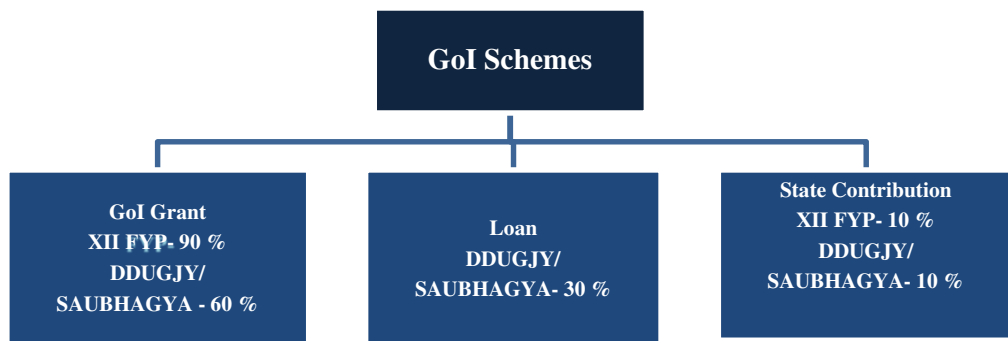 GoI Schemes
GoI Grant
XII FYP- 90 %
DDUGJY/
SAUBHAGYA - 60 %
Loan
DDUGJY/
SAUBHAGYA- 30 %
State Contribution
XII FYP- 10 %
DDUGJY/
SAUBHAGYA- 10 %